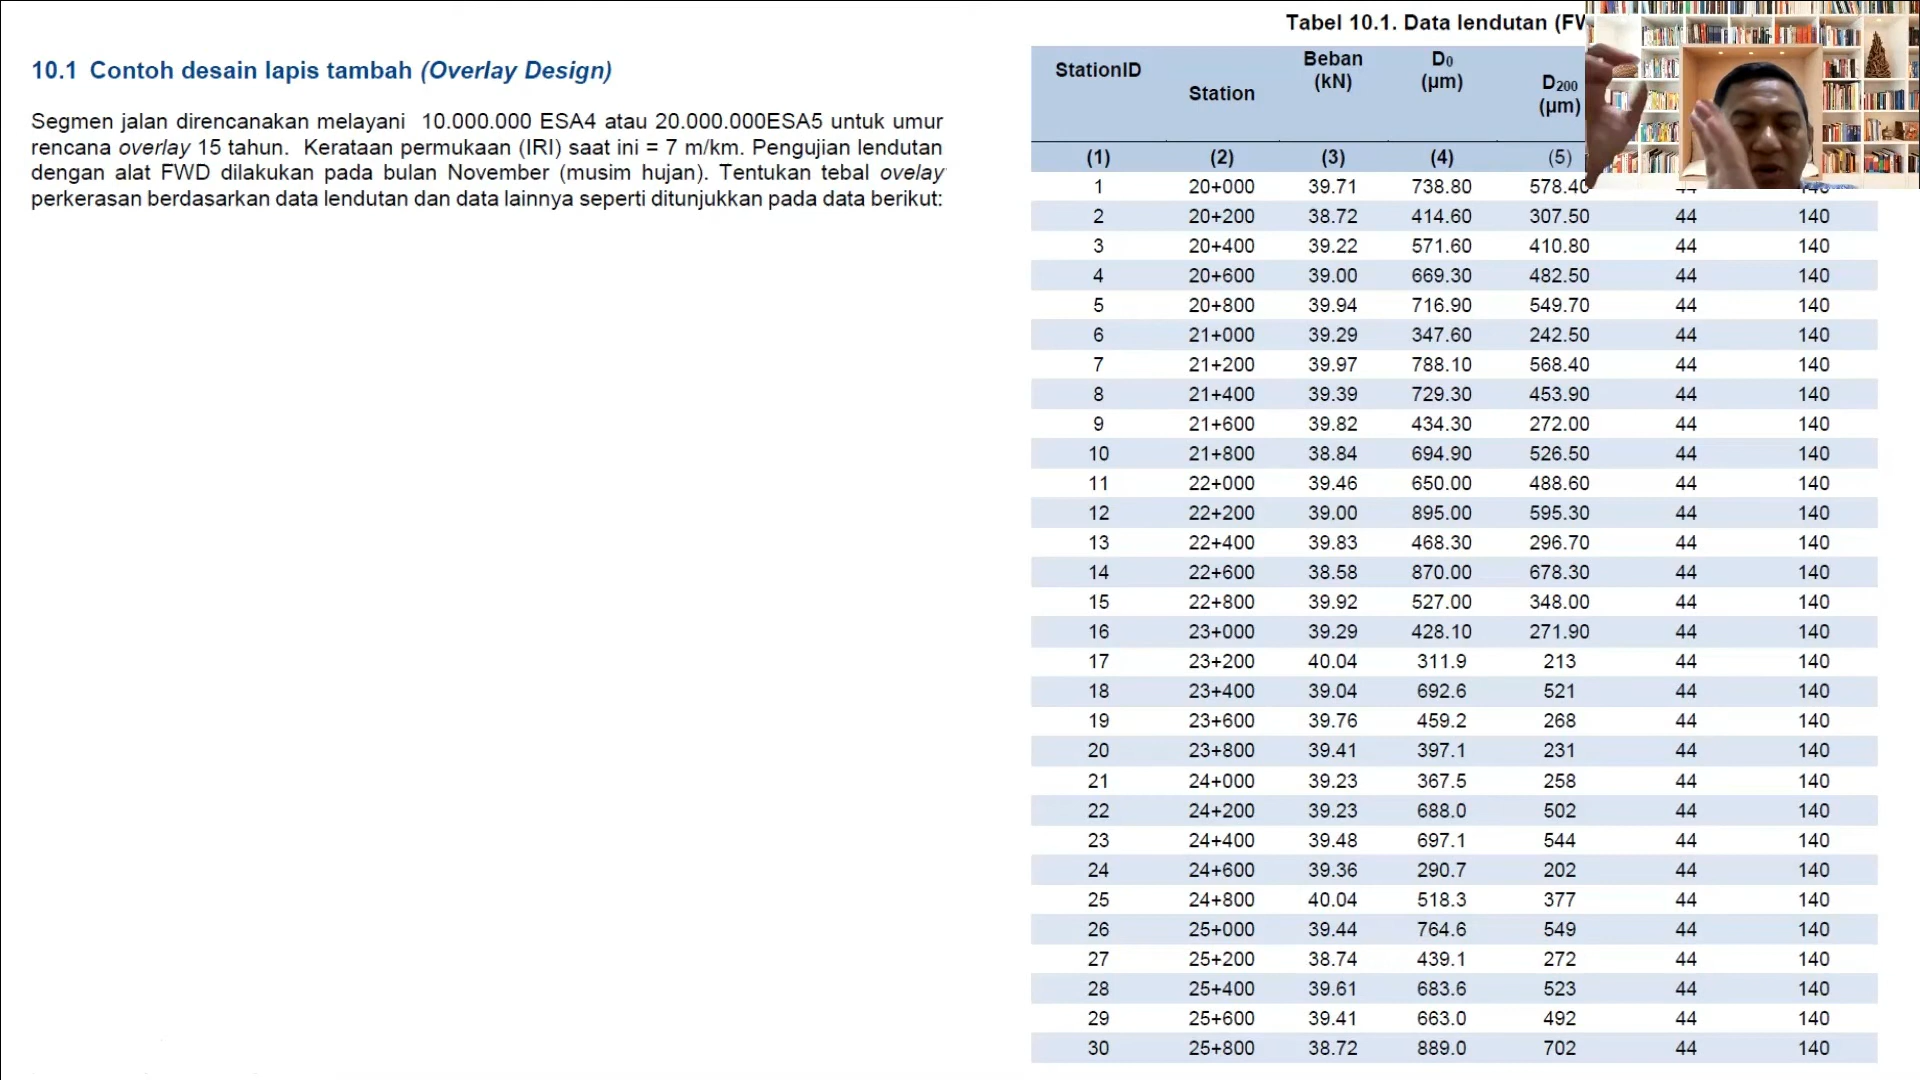 10.1 Contoh desain lapis tambah (Overlay Design)
Segmen jalan direncanakan melayani 10.000.000 ESA4 atau 20.000.000ESA5 untuk umur
rencana overlay 15 tahun. Kerataan permukaan (IRI) saat ini = 7 m/km. Pengujian lendutan
dengan alat FWD dilakukan pada bulan November (musim hujan). Tentukan tebal ovelay
perkerasan berdasarkan data lendutan dan data lainnya seperti ditunjukkan pada data berikut:
Tabel 10.1. Data lendutan (FW
StationID Station Beban (kN) D0 (µm) D200 (µm)
(1) (2) (3) (4) (5)
1 20+000 39.71 738.80 578.40 44 140
2 20+200 38.72 414.60 307.50 44 140
3 20+400 39.22 571.60 410.80 44 140
4 20+600 39.00 669.30 482.50 44 140
5 20+800 39.94 716.90 549.70 44 140
6 21+000 39.29 347.60 242.50 44 140
7 21+200 39.97 788.10 568.40 44 140
8 21+400 39.39 729.30 453.90 44 140
9 21+600 39.82 434.30 272.00 44 140
10 21+800 38.84 694.90 526.50 44 140
11 22+000 39.46 650.00 488.60 44 140
12 22+200 39.00 895.00 595.30 44 140
13 22+400 39.83 468.30 296.70 44 140
14 22+600 38.58 870.00 678.30 44 140
15 22+800 39.92 527.00 348.00 44 140
16 23+000 39.29 428.10 271.90 44 140
17 23+200 40.04 311.9 213 44 140
18 23+400 39.04 692.6 521 44 140
19 23+600 39.76 459.2 268 44 140
20 23+800 39.41 397.1 231 44 140
21 24+000 39.23 367.5 258 44 140
22 24+200 39.23 688.0 502 44 140
23 24+400 39.48 697.1 544 44 140
24 24+600 39.36 290.7 202 44 140
25 24+800 40.04 518.3 377 44 140
26 25+000 39.44 764.6 549 44 140
27 25+200 38.74 439.1 272 44 140
28 25+400 39.61 683.6 523 44 140
29 25+600 39.41 663.0 492 44 140
30 25+800 38.72 889.0 702 44 140